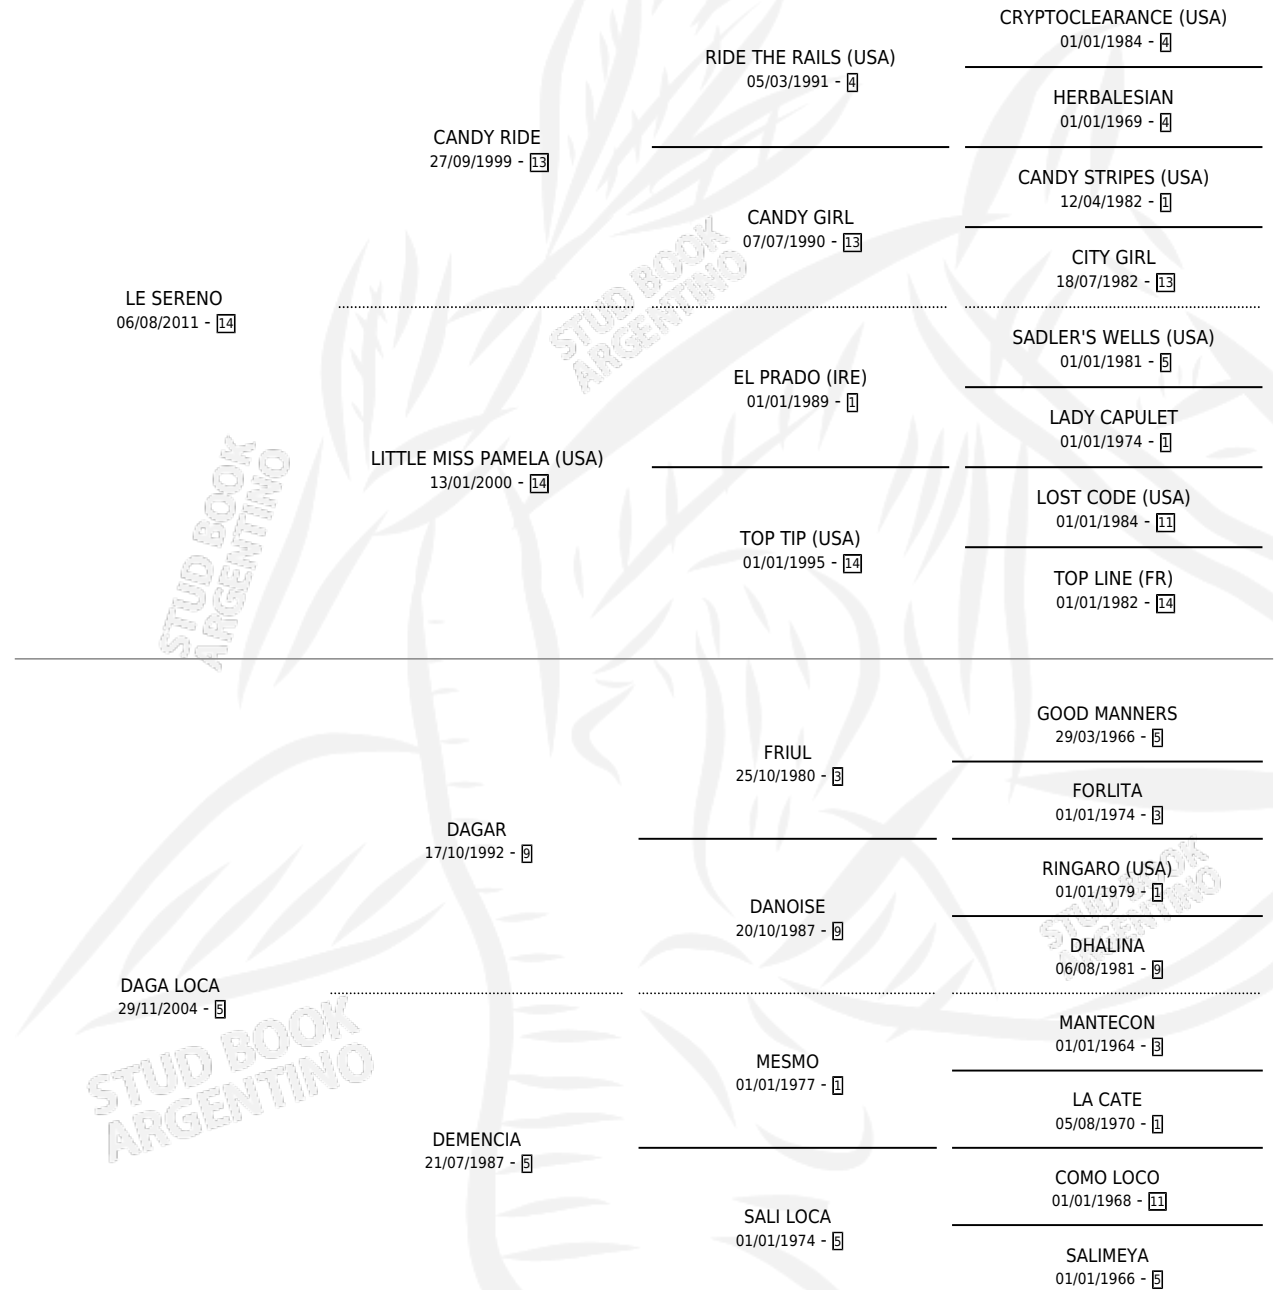 CRYPTOCLEARANCE (USA)
01/01/1984 - 4
RIDE THE RAILS (USA)
05/03/1991 - 4
HERBALESIAN
01/01/1969 - 4
CANDY RIDE
27/09/1999 - 13
CANDY STRIPES (USA)
12/04/1982 - 1
CANDY GIRL
07/07/1990 - 13
CITY GIRL
18/07/1982 - 13
LE SERENO
06/08/2011 - 14
SADLER'S WELLS (USA)
01/01/1981 - 5
EL PRADO (IRE)
01/01/1989 - 1
LADY CAPULET
01/01/1974 - 1
LITTLE MISS PAMELA (USA)
13/01/2000 - 14
LOST CODE (USA)
01/01/1984 - 11
TOP TIP (USA)
01/01/1995 - 14
TOP LINE (FR)
01/01/1982 - 14
GOOD MANNERS
29/03/1966 - 5
FRIUL
25/10/1980 - 3
FORLITA
01/01/1974 - 3
DAGAR
17/10/1992 - 9
RINGARO (USA)
01/01/1979 - 1
DANOISE
20/10/1987 - 9
DHALINA
06/08/1981 - 9
DAGA LOCA
29/11/2004 - 5
MANTECON
01/01/1964 - 3
MESMO
01/01/1977 - 1
LA CATE
05/08/1970 - 1
DEMENCIA
21/07/1987 - 5
COMO LOCO
01/01/1968 - 11
SALI LOCA
01/01/1974 - 5
SALIMEYA
01/01/1966 - 5
STUD BOOK
ARGENTINO
STUD BOOK
ARGENTINO
STUD BOOK
ARGENTINO
STUD BOOK
ARGENTINO